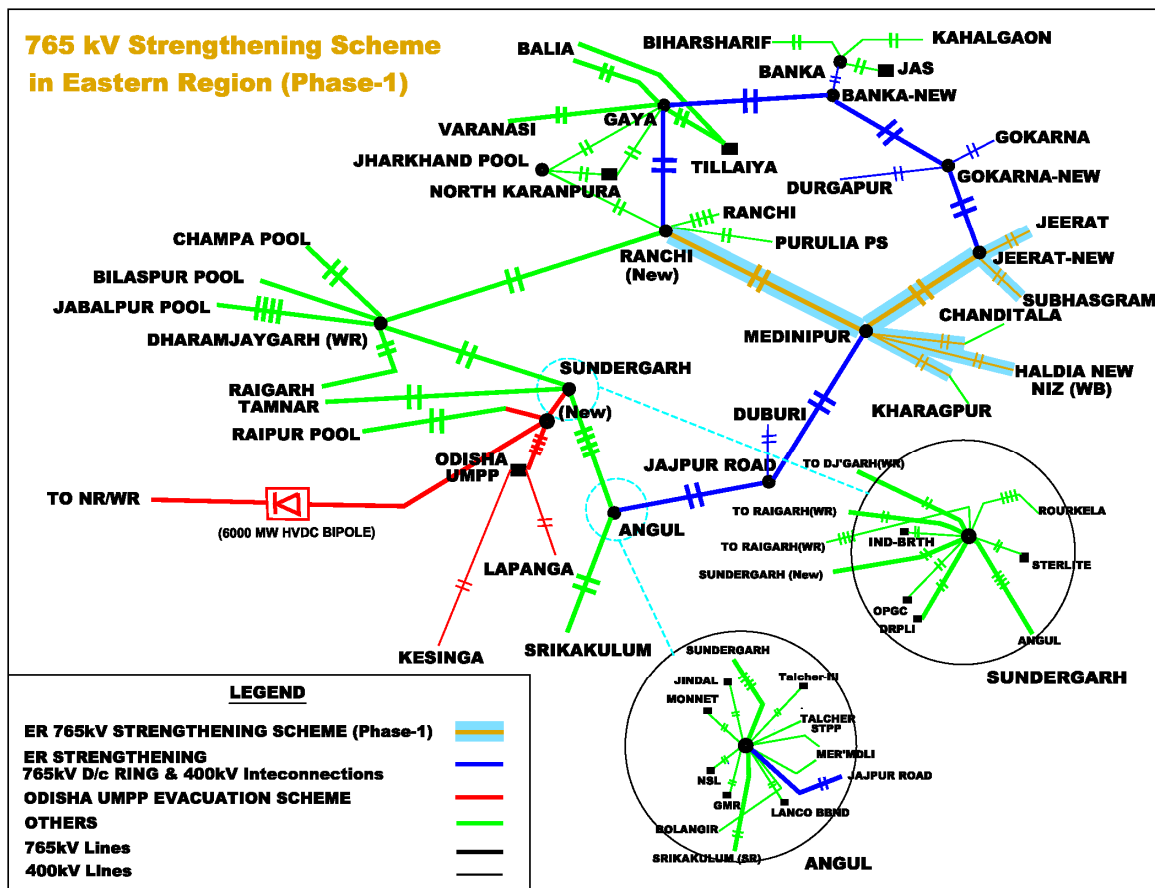 765 kV Strengthening Scheme
in Eastern Region (Phase-1)
BALIA
BIHARSHARIF
KAHALGAON
BANKA
JAS
BANKA-NEW
VARANASI
GAYA
JHARKHAND POOL
TILLAIYA
GOKARNA
NORTH KARANPURA
DURGAPUR
GOKARNA-NEW
RANCHI
JEERAT
CHAMPA POOL
PURULIA PS
RANCHI
(New)
JEERAT-NEW
BILASPUR POOL
JABALPUR POOL
SUBHASGRAM
CHANDITALA
DHARAMJAYGARH (WR)
MEDINIPUR
SUNDERGARH
HALDIA NEW
NIZ (WB)
RAIGARH
TAMNAR
(New)
DUBURI
KHARAGPUR
RAIPUR POOL
ODISHA
UMPP
JAJPUR ROAD
TO NR/WR
(6000 MW HVDC BIPOLE)
ANGUL
LAPANGA
KESINGA
SRIKAKULUM
TO DJ'GARH(WR)
TO RAIGARH(WR)
ROURKELA
IND-BRTH
TO RAIGARH(WR)
STERLITE
SUNDERGARH (New)
OPGC
DRPLI
ANGUL
SUNDERGARH
SUNDERGARH
JINDAL
Talcher-III
MONNET
TALCHER
STPP
MER'MDLI
NSL
JAJPUR ROAD
GMR
LANCO BBND
BOLANGIR
SRIKAKULUM (SR)
ANGUL
LEGEND
ER 765kV STRENGTHENING SCHEME (Phase-1)
ER STRENGTHENING
765kV D/c RING & 400kV Inteconnections
ODISHA UMPP EVACUATION SCHEME
OTHERS
765kV Lines
400kV Lines